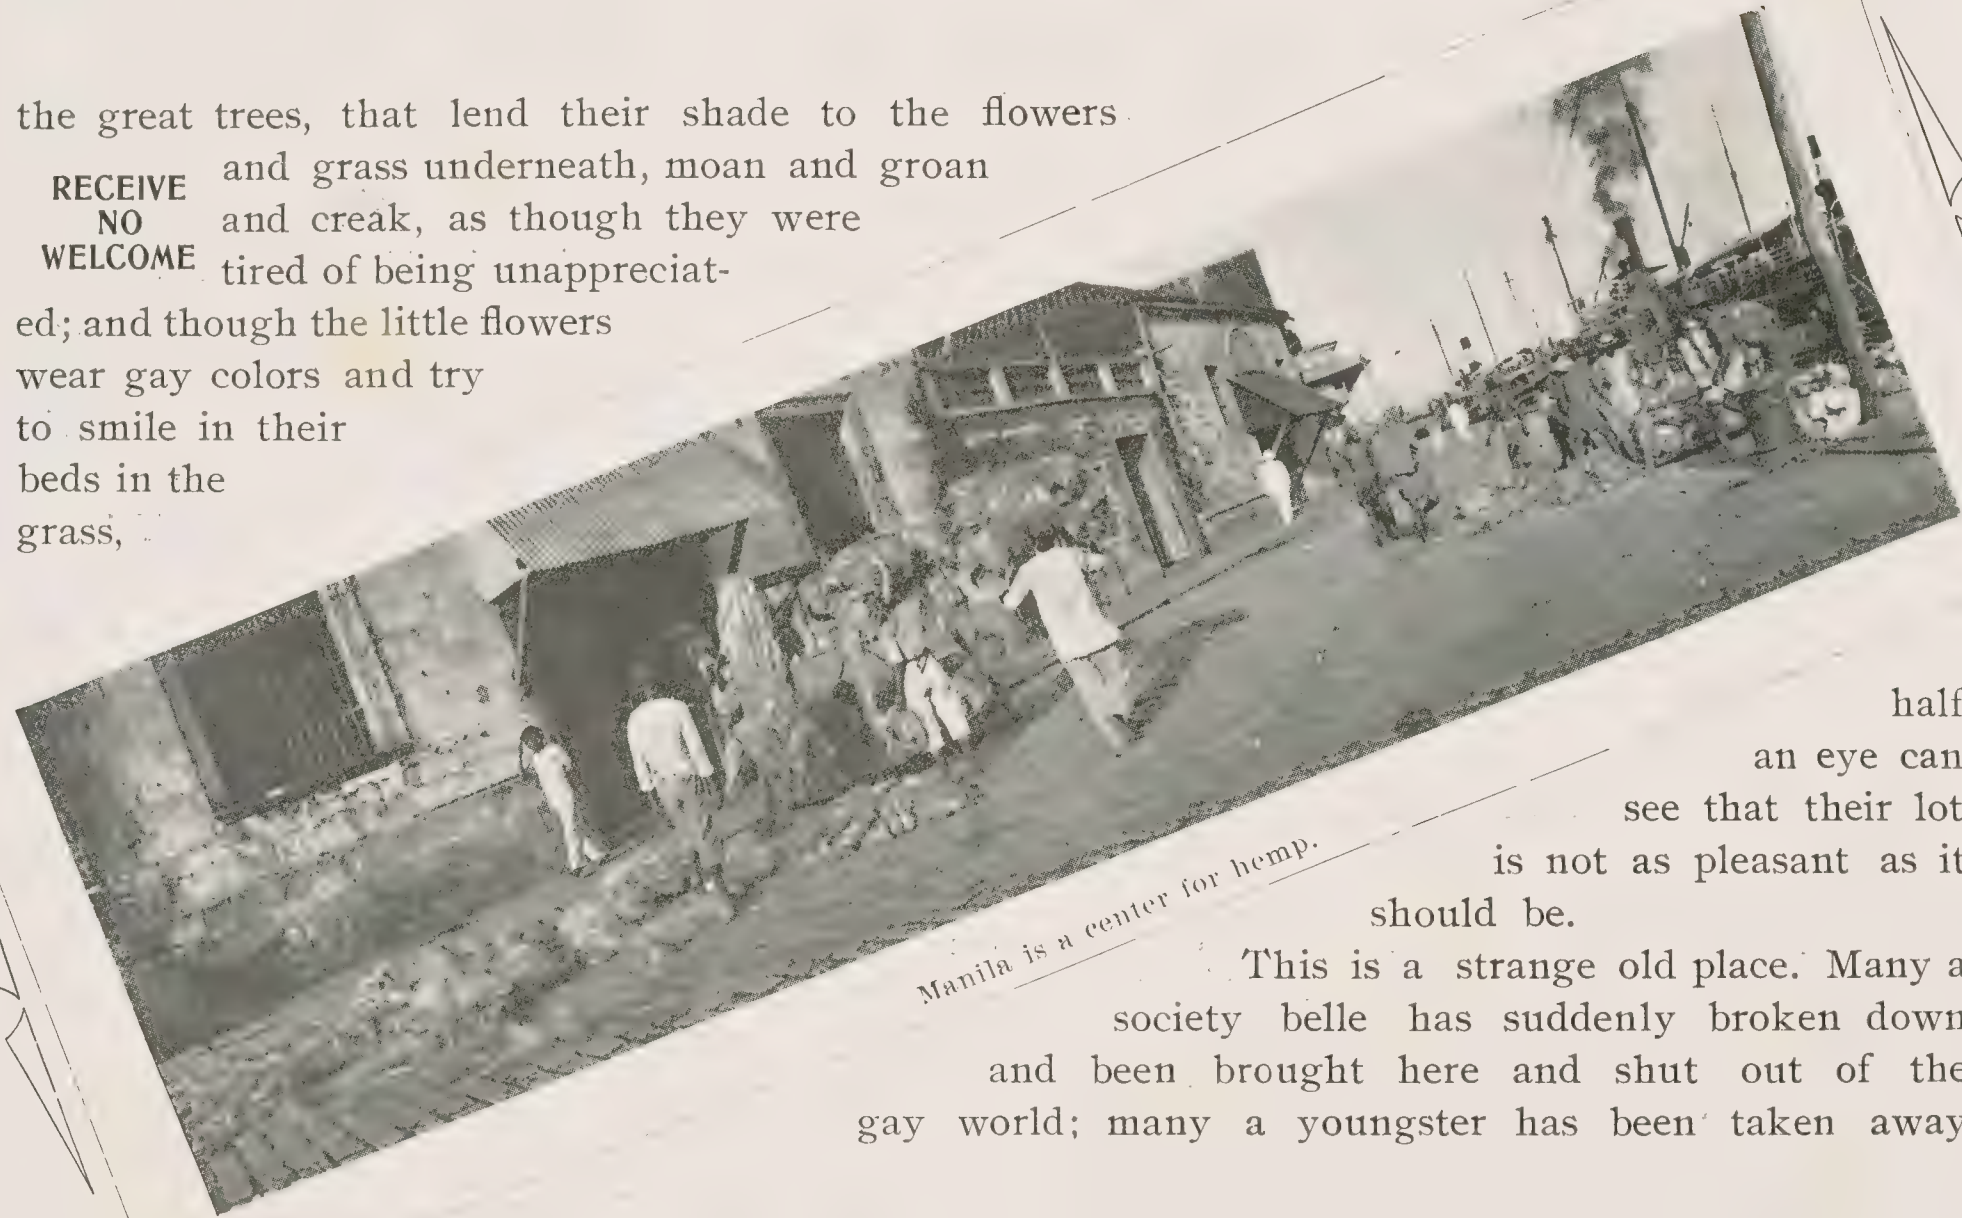 the great trees, that lend their shade to the flowers
and grass underneath, moan and groan
RECEIVE
NO
WELCOME
and creak, as though they were
tired of being unappreciat-
ed; and though the little flowers
wear gay colors and try
to smile in their
beds in the
grass,
Manila is a center for hemp.
half
an eye can
see that their lot
is not as pleasant as it
should be.
This is a strange old place. Many a
society belle has suddenly broken down
and been brought here and shut out of the
gay world; many a youngster has been taken away